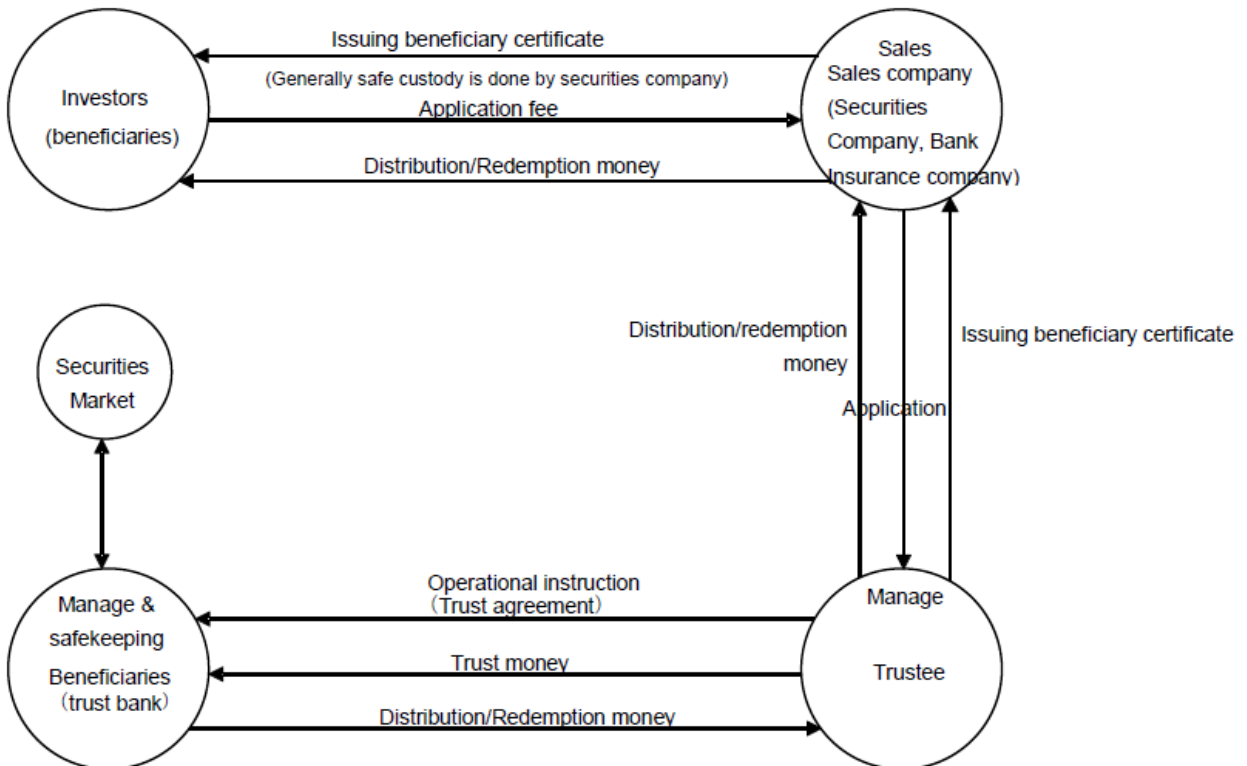 Issuing beneficiary certificate
(Generally safe custody is done by securities company)
Application fee
Distribution/Redemption money
Investors
(beneficiaries)
Sales
Sales company
(Securities
Company, Bank
Insurance company)
Securities
Market
Distribution/redemption
money
Application
Issuing beneficiary certificate
Manage &
safekeeping
Beneficiaries
（trust bank）
Operational instruction
（Trust agreement）
Trust money
Distribution/Redemption money
Manage
Trustee